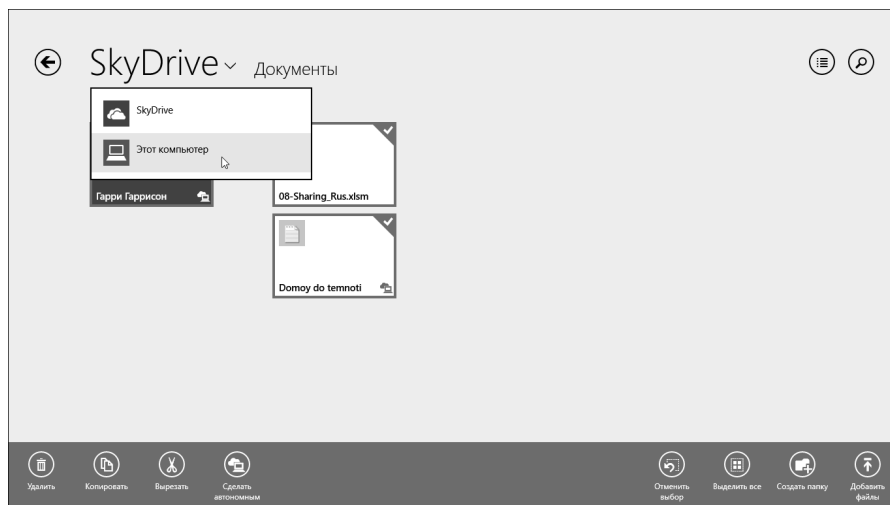 SkyDrive Документы
SkyDrive
Этот компьютер
Гарри Гаррисон
08-Sharing_Rus.xlsm
Domoy do temnoti
Удалить
Копировать
Вырезать
Сделать
автономным
Отменить
выбор
Выделить все
Создать папку
Добавить
файлы